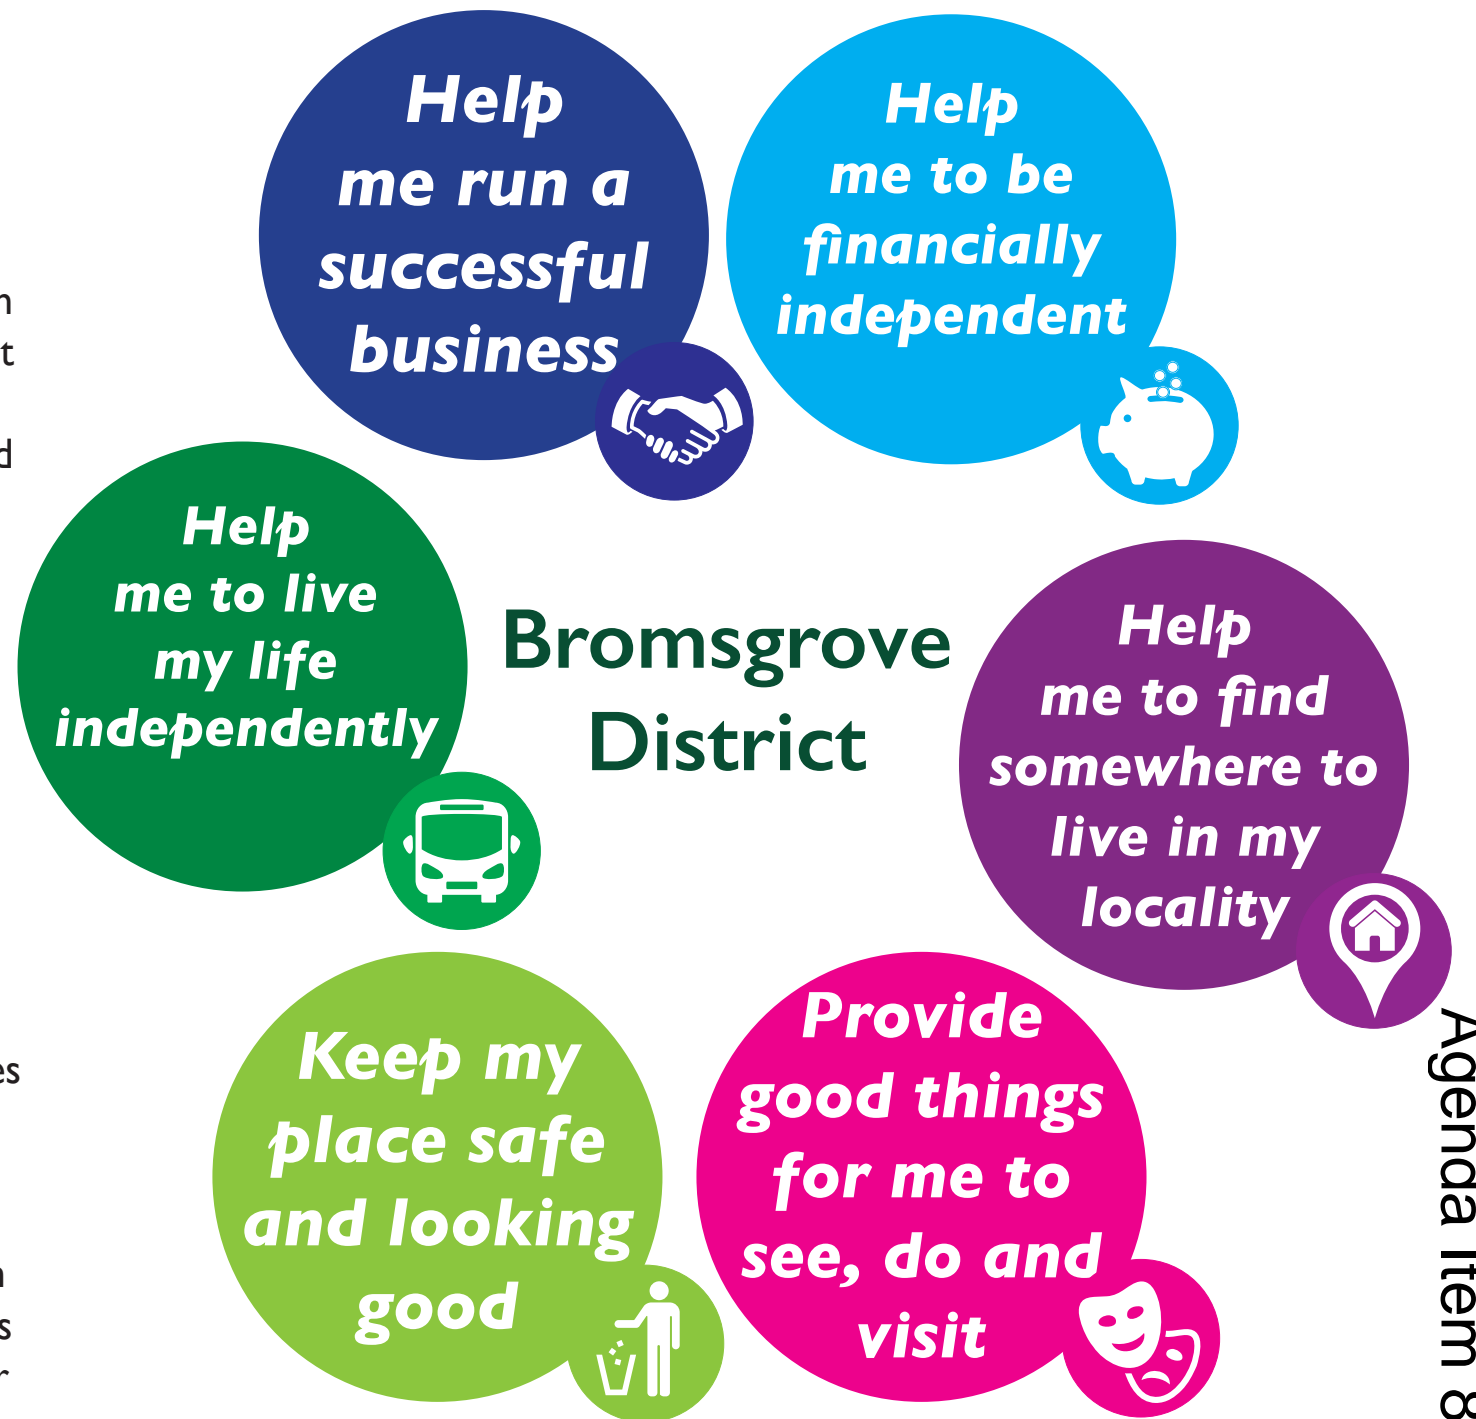 Help
me run a
successful
business
Help
me to be
financially
independent
Help
me to live
my life
independently
Bromsgrove
District
Help
me to find
somewhere to
live in my
locality
Keep my
place safe
and looking
good
Provide
good things
for me to
see, do and
visit
Agenda Item 8